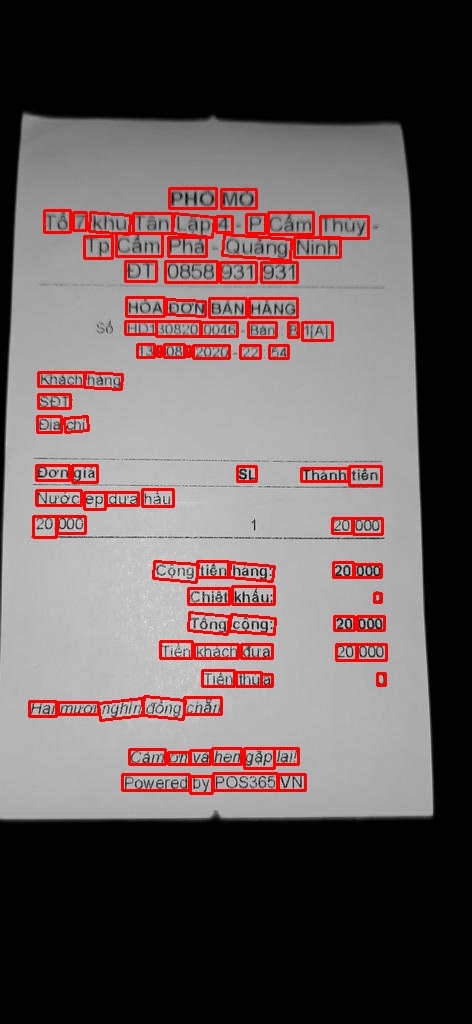 PHỐ MỎ
Tổ 7 khu Tân Lập 4 - P Cẩm Thủy -
Tp Cẩm Phả - Quảng Ninh
ĐT 0858 931 931
HÓA ĐƠN BÁN HÀNG
Số HD130820 0046 - Bàn 1[A]
13 08 2020 - 22 54
Khách hàng
SĐT
Địa chỉ
Đơn giá SL Thành tiền
Nước ép dưa hấu
20 000 1 20 000
Cộng tiền hàng: 20 000
Chiết khấu: 0
Tổng cộng: 20 000
Tiền khách đưa 20 000
Tiền thừa 0
Hai mươi nghìn đồng chẵn
Cảm ơn và hẹn gặp lại!
Powered by POS365 VN